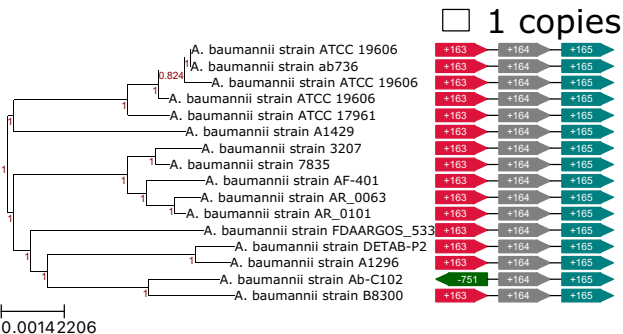 1 copies
A. baumannii strain ATCC 19606 +163 +164 +165
1 A. baumannii strain ab736 +163 +164 +165
0.824 A. baumannii strain ATCC 19606 +163 +164 +165
1 A. baumannii strain ATCC 19606 +163 +164 +165
1 A. baumannii strain ATCC 17961 +163 +164 +165
1 A. baumannii strain A1429 +163 +164 +165
A. baumannii strain 3207 +163 +164 +165
1 1 A. baumannii strain 7835 +163 +164 +165
1 A. baumannii strain AF-401 +163 +164 +165
1 A. baumannii strain AR_0063 +163 +164 +165
1 1 A. baumannii strain AR_0101 +163 +164 +165
A. baumannii strain FDAARGOS_533 +163 +164 +165
1 A. baumannii strain DETAB-P2 +163 +164 +165
1 1 A. baumannii strain A1296 +163 +164 +165
1 A. baumannii strain Ab-C102 -751 +164 +165
1 A. baumannii strain B8300 +163 +164 +165
0.00142206